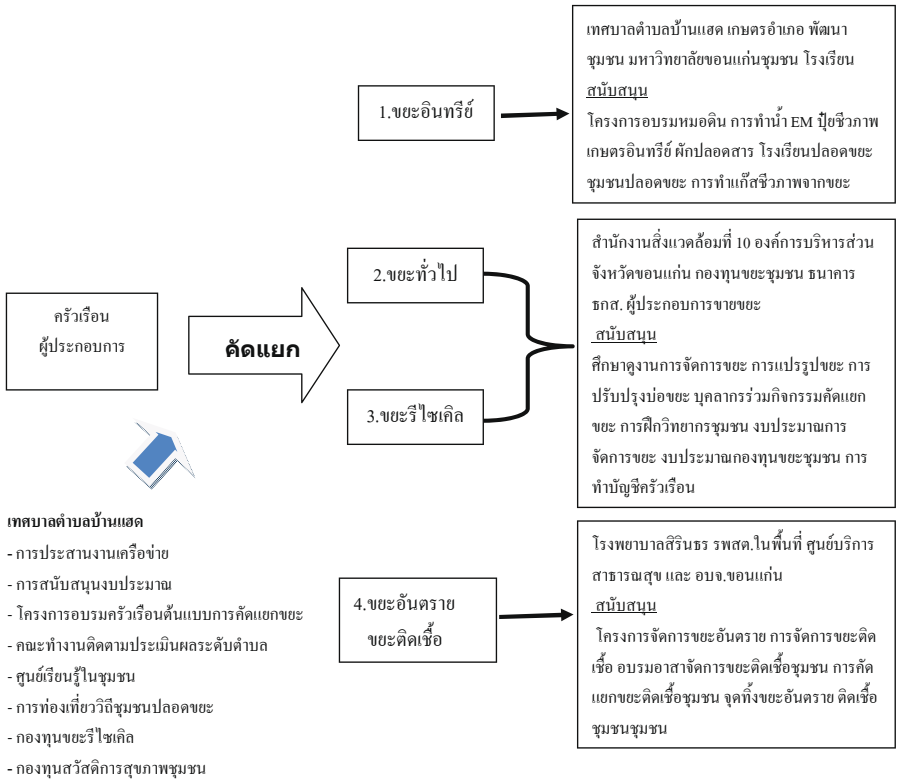 ครัวเรือน
ผู้ประกอบการ
คัดแยก
เทศบาลตำบลบ้านแฮด
- การประสานงานเครือข่าย
- การสนับสนุนงบประมาณ
- โครงการอบรมครัวเรือนต้นแบบการคัดแยกขยะ
- คณะทำงานติดตามประเมินผลระดับตำบล
- ศูนย์เรียนรู้ในชุมชน
- การท่องเที่ยววิถีชุมชนปลอดขยะ
- กองทุนขยะรีไซเคิล
- กองทุนสวัสดิการสุขภาพชุมชน
1.ขยะอินทรีย์
เทศบาลตำบลบ้านแฮด เกษตรอำเภอ พัฒนา
ชุมชน มหาวิทยาลัยขอนแก่นชุมชน โรงเรียน
สนับสนุน
โครงการอบรมหมอดิน การทำน้ำ EM ปุ๋ยชีวภาพ
เกษตรอินทรีย์ ผักปลอดสาร โรงเรียนปลอดขยะ
ชุมชนปลอดขยะ การทำแก๊สชีวภาพจากขยะ
2.ขยะทั่วไป
3.ขยะรีไซเคิล
สำนักงานสิ่งแวดล้อมที่ 10 องค์การบริหารส่วน
จังหวัดขอนแก่น กองทุนขยะชุมชน ธนาคาร
ธกส. ผู้ประกอบการขายขยะ
สนับสนุน
ศึกษาดูงานการจัดการขยะ การแปรรูปขยะ การ
ปรับปรุงบ่อขยะ บุคลากรร่วมกิจกรรมคัดแยก
ขยะ การฝึกวิทยากรชุมชน งบประมาณการ
จัดการขยะ งบประมาณกองทุนขยะชุมชน การ
ทำบัญชีครัวเรือน
4.ขยะอันตราย
ขยะติดเชื้อ
โรงพยาบาลสิรินธร รพสต.ในพื้นที่ ศูนย์บริการ
สาธารณสุข และ อบจ.ขอนแก่น
สนับสนุน
โครงการจัดการขยะอันตราย การจัดการขยะติด
เชื้อ อบรมอาสาจัดการขยะติดเชื้อชุมชน การคัด
แยกขยะติดเชื้อชุมชน จุดทิ้งขยะอันตราย ติดเชื้อ
ชุมชนชุมชน